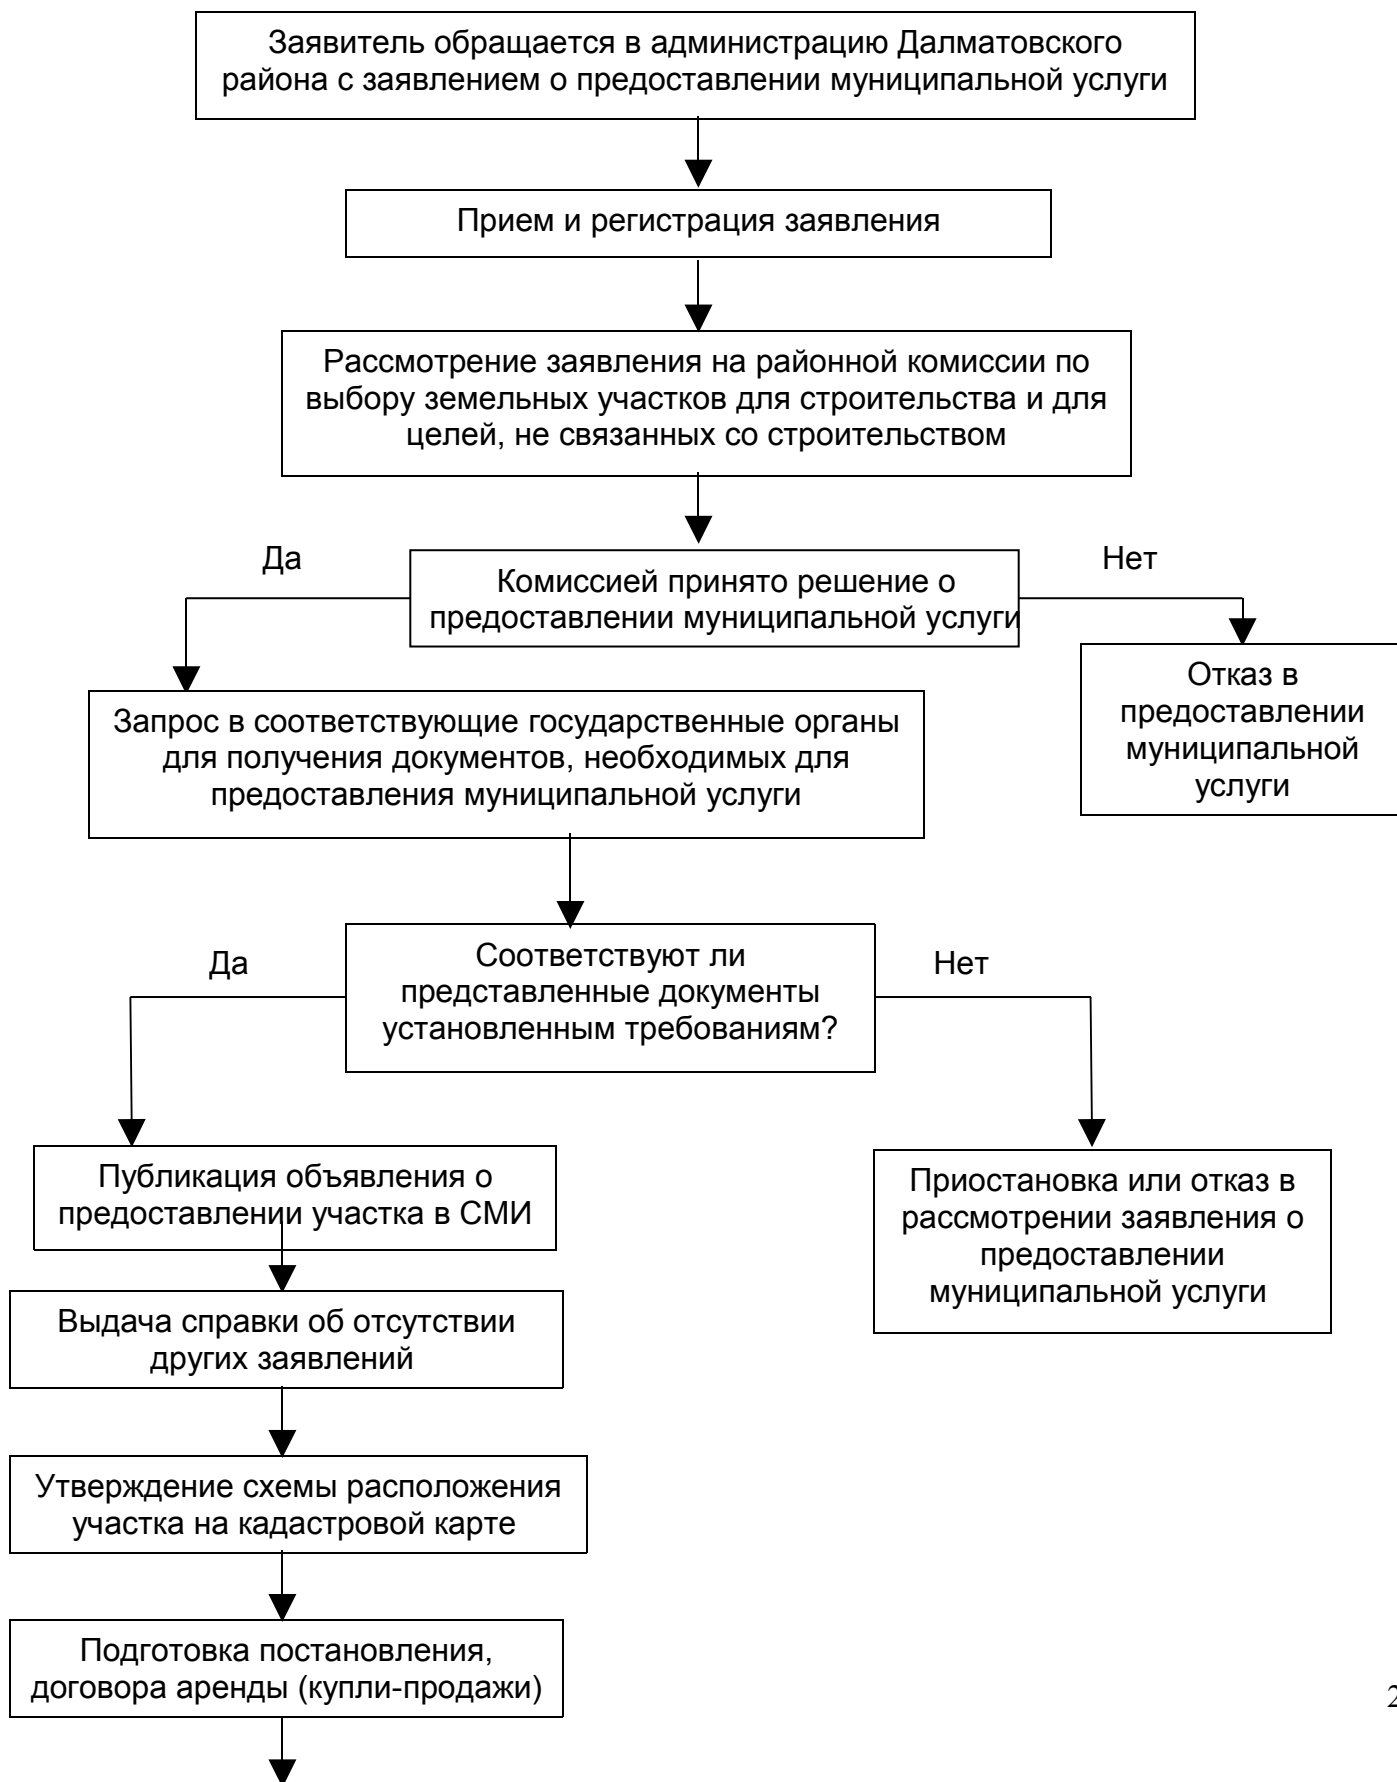 Заявитель обращается в администрацию Далматовского
района с заявлением о предоставлении муниципальной услуги
Прием и регистрация заявления
Рассмотрение заявления на районной комиссии по
выбору земельных участков для строительства и для
целей, не связанных со строительством
Да
Нет
Комиссией принято решение о
предоставлении муниципальной услуги
Отказ в
предоставлении
муниципальной
услуги
Запрос в соответствующие государственные органы
для получения документов, необходимых для
предоставления муниципальной услуги
Да
Нет
Соответствуют ли
представленные документы
установленным требованиям?
Публикация объявления о
предоставлении участка в СМИ
Приостановка или отказ в
рассмотрении заявления о
предоставлении
муниципальной услуги
Выдача справки об отсутствии
других заявлений
Утверждение схемы расположения
участка на кадастровой карте
Подготовка постановления,
договора аренды (купли-продажи)
2